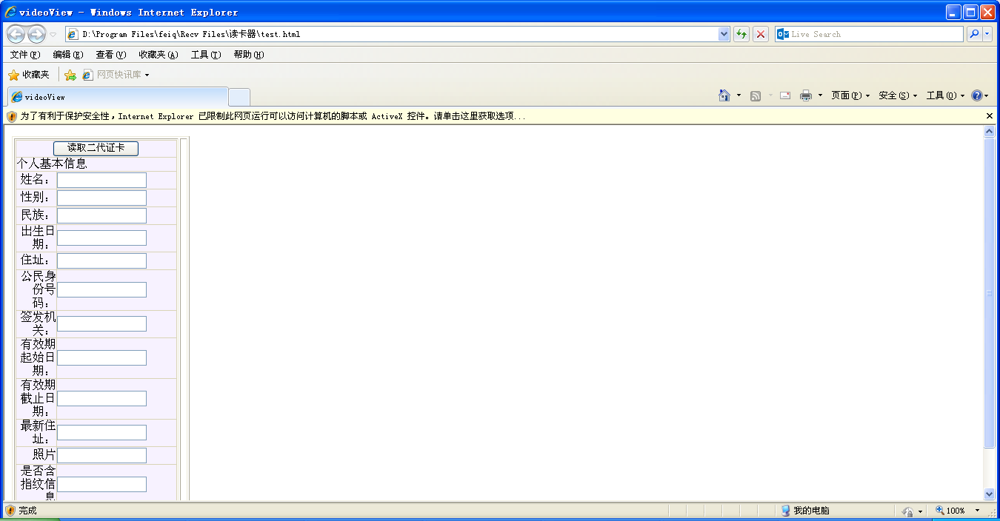 videoView - Windows Internet Explorer
D:\Program Files\feiq\Recv Files\读卡器\test.html
Live Search
文件(F) 编辑(E) 查看(V) 收藏夹(A) 工具(T) 帮助(H)
收藏夹 网页快讯库
videoView
页面(P) 安全(S) 工具(O)
为了有利于保护安全性，Internet Explorer 已限制此网页运行可以访问计算机的脚本或 ActiveX 控件。请单击这里获取选项...
读取二代证卡
个人基本信息
姓名：
性别：
民族：
出生日
期：
住址：
公民身
份号
码：
签发机
关：
有效期
起始日
期：
有效期
截止日
期：
最新住
址：
照片
是否含
指纹信
息
完成
我的电脑
100%